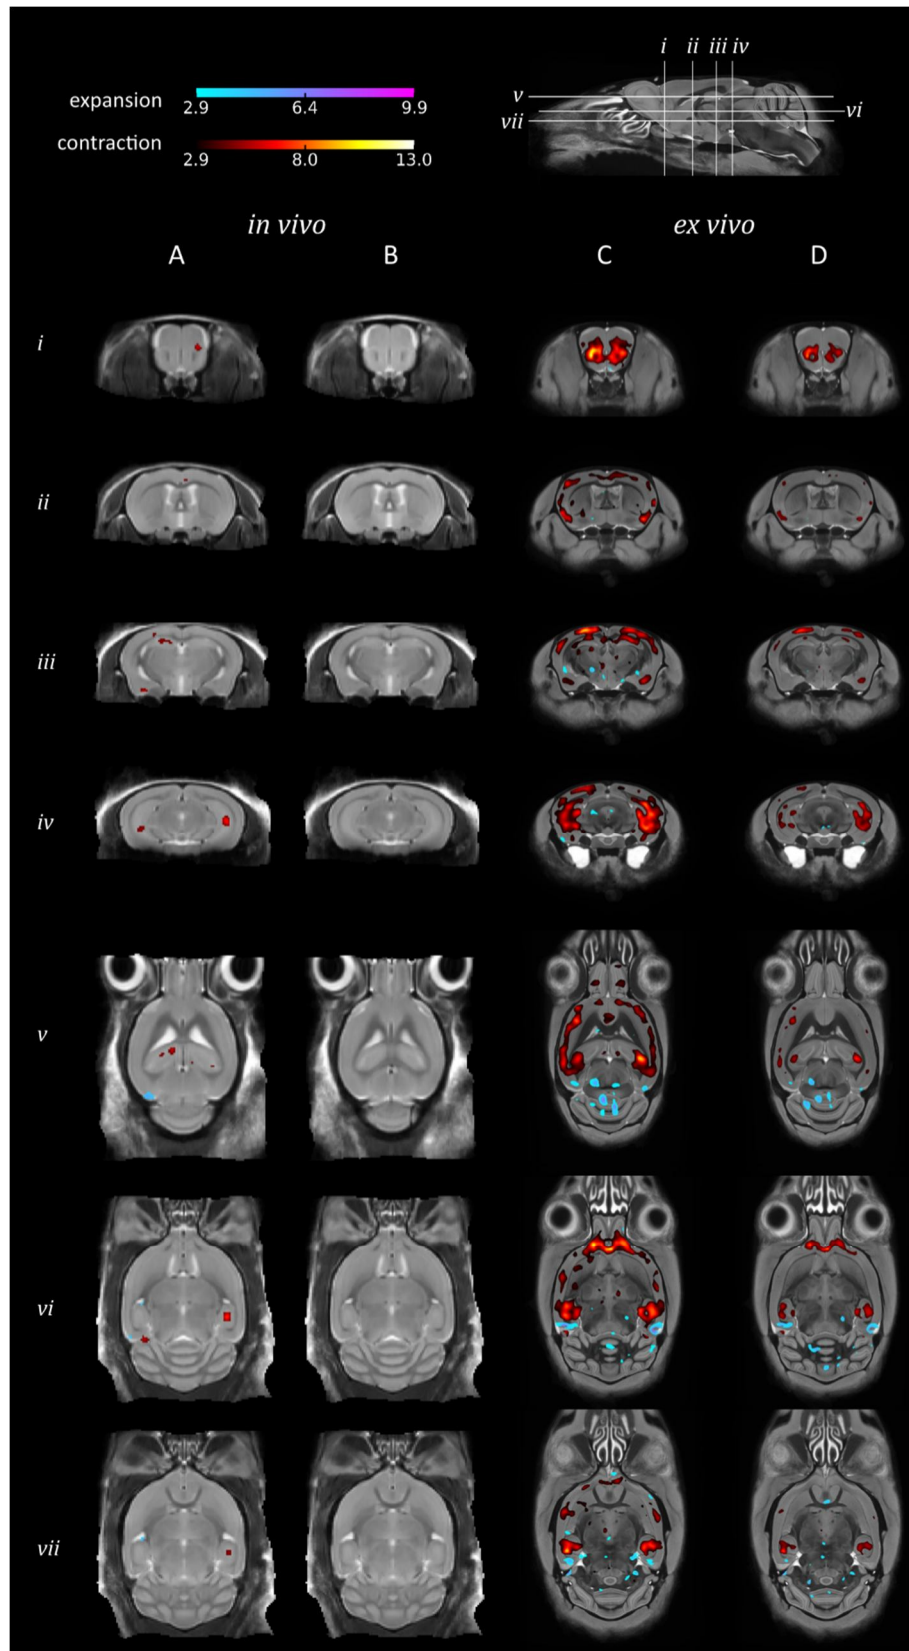 i ii iii iv
expansion
2.9 6.4 9.9
v
vi
vii
contraction
2.9 8.0 13.0
in vivo ex vivo
A B C D
i
ii
iii
iv
v
vi
vii